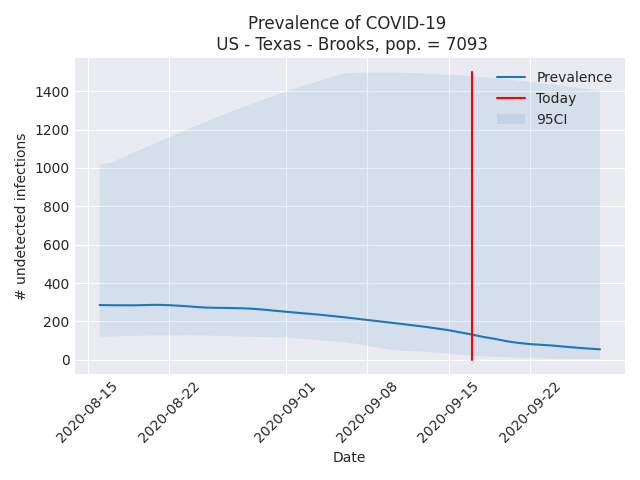 Prevalence of COVID-19
US - Texas - Brooks, pop. = 7093
Prevalence
Today
95CI
# undetected infections
1400
1200
1000
800
600
400
200
0
2020-08-15
2020-08-22
2020-09-01
2020-09-08
2020-09-15
2020-09-22
Date